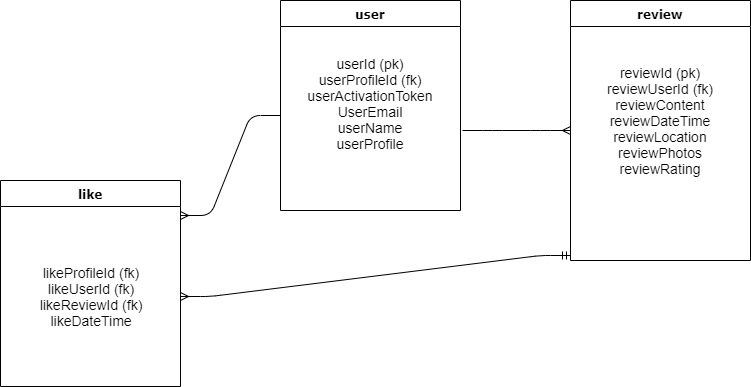 user
userId (pk)
userProfileId (fk)
userActivationToken
UserEmail
userName
userProfile
review
reviewId (pk)
reviewUserId (fk)
reviewContent
reviewDateTime
reviewLocation
reviewPhotos
reviewRating
like
likeProfileId (fk)
likeUserId (fk)
likeReviewId (fk)
likeDateTime